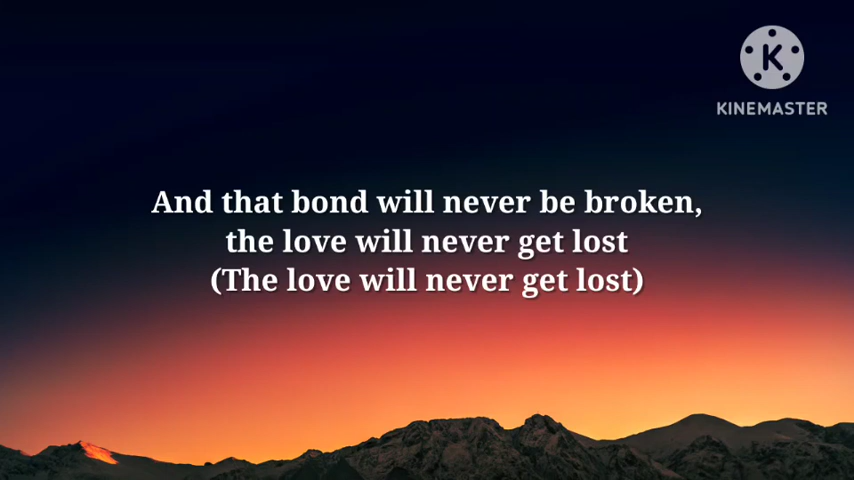 KINEMASTER
And that bond will never be broken,
the love will never get lost
(The love will never get lost)